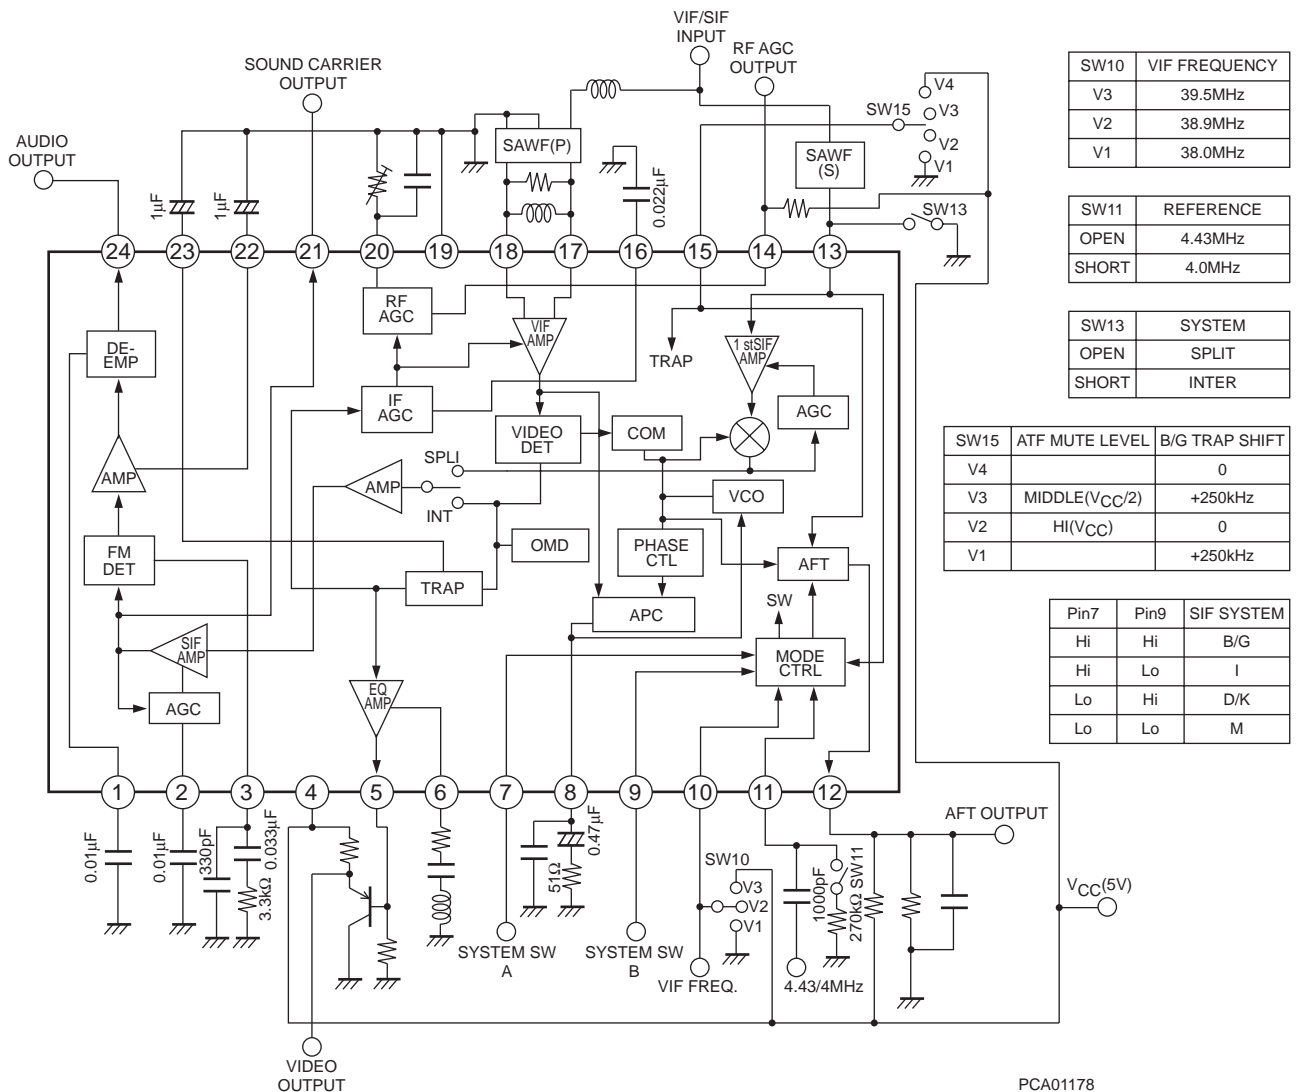 VIF/SIF
INPUT
RF AGC
OUTPUT
SOUND CARRIER
OUTPUT
AUDIO
OUTPUT
SAWF(P)
SAWF
(S)
SW15
V4
V3
V2
V1
SW13
1µF
1µF
0.022µF
24
23
22
21
20
19
18
17
16
15
14
13
RF
AGC
VIF
AMP
DE-
EMP
TRAP
1 stSIF
AMP
IF
AGC
AGC
VIDEO
DET
COM
SPLI
AMP
AMP
INT
VCO
FM
DET
OMD
PHASE
CTL
AFT
TRAP
APC
SW
SIF
AMP
MODE
CTRL
EQ
AMP
AGC
1
2
3
4
5
6
7
8
9
10
11
12
0.01µF
0.01µF
330pF
0.033µF
3.3kΩ
51Ω
0.47µF
SW10
V3
V2
V1
1000pF
270kΩ SW11
AFT OUTPUT
VCC(5V)
SYSTEM SW
A
SYSTEM SW
B
VIF FREQ.
4.43/4MHz
VIDEO
OUTPUT
SW10 VIF FREQUENCY
V3 39.5MHz
V2 38.9MHz
V1 38.0MHz
SW11 REFERENCE
OPEN 4.43MHz
SHORT 4.0MHz
SW13 SYSTEM
OPEN SPLIT
SHORT INTER
SW15 ATF MUTE LEVEL B/G TRAP SHIFT
V4 0
V3 MIDDLE(VCC/2) +250kHz
V2 HI(VCC) 0
V1 +250kHz
Pin7 Pin9 SIF SYSTEM
Hi Hi B/G
Hi Lo I
Lo Hi D/K
Lo Lo M
PCA01178